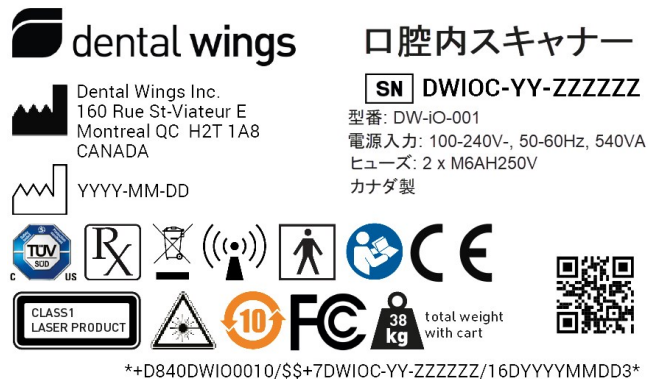 dental wings
口腔内スキャナー
SN DWIOC-YY-ZZZZZZ
Dental Wings Inc.
160 Rue St-Viateur E
Montreal QC H2T 1A8
CANADA
型番: DW-iO-001
電源入力: 100-240V-, 50-60Hz, 540VA
ヒューズ: 2 x M6AH250V
カナダ製
YYYY-MM-DD
TÜV
SÜD
C US
Rx
CE
CLASS1
LASER PRODUCT
10
FC
38
kg
total weight
with cart
*+D840DWIO0010/$$+7DWIOC-YY-ZZZZZZ/16DYYYYMMDD3*